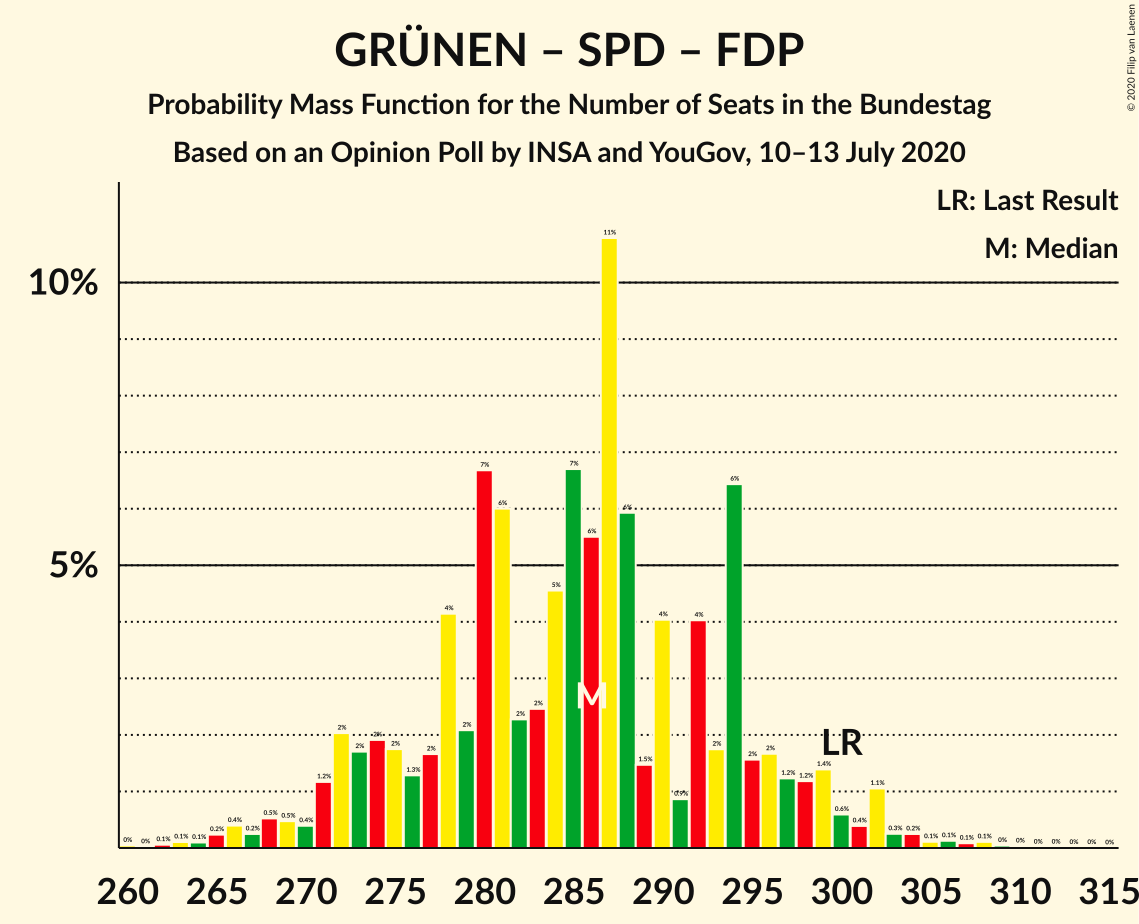 GRÜNEN – SPD – FDP
Probability Mass Function for the Number of Seats in the Bundestag
Based on an Opinion Poll by INSA and YouGov, 10–13 July 2020
© 2020 Filip van Laenen
LR: Last Result
M: Median
10%
5%
0% 0% 0.1% 0.1% 0.1% 0.2% 0.4% 0.2% 0.5% 0.5% 0.4% 1.2% 2% 2% 2% 2% 1.3% 2% 4% 2% 7% 6% 2% 2% 5% 7% 6% 11% 6% 1.5% 4% 0.9% 4% 2% 6% 2% 2% 1.2% 1.2% 1.4% 0.6% 0.4% 1.1% 0.3% 0.2% 0.1% 0.1% 0.1% 0.1% 0% 0% 0% 0% 0% 0% 0%
M
LR
260 265 270 275 280 285 290 295 300 305 310 315